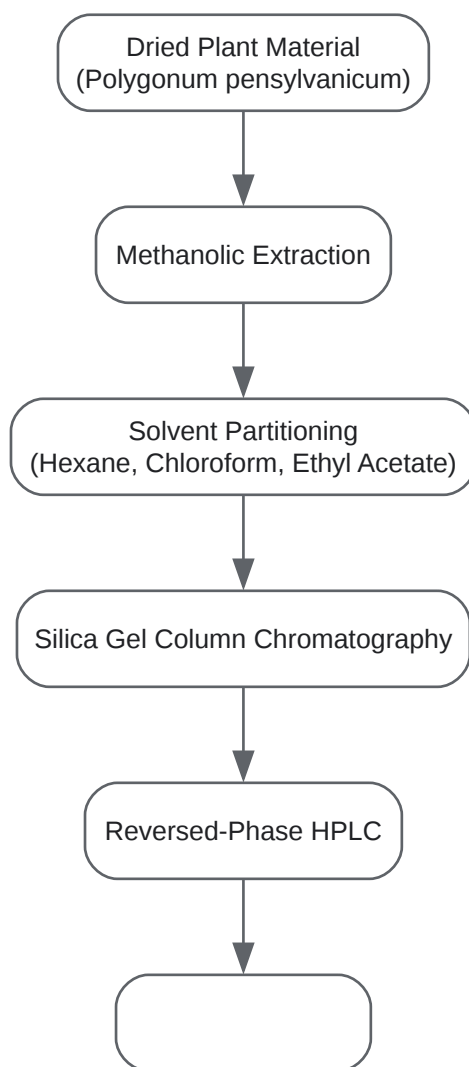 Dried Plant Material
(Polygonum pensylvanicum)
Methanolic Extraction
Solvent Partitioning
(Hexane, Chloroform, Ethyl Acetate)
Silica Gel Column Chromatography
Reversed-Phase HPLC